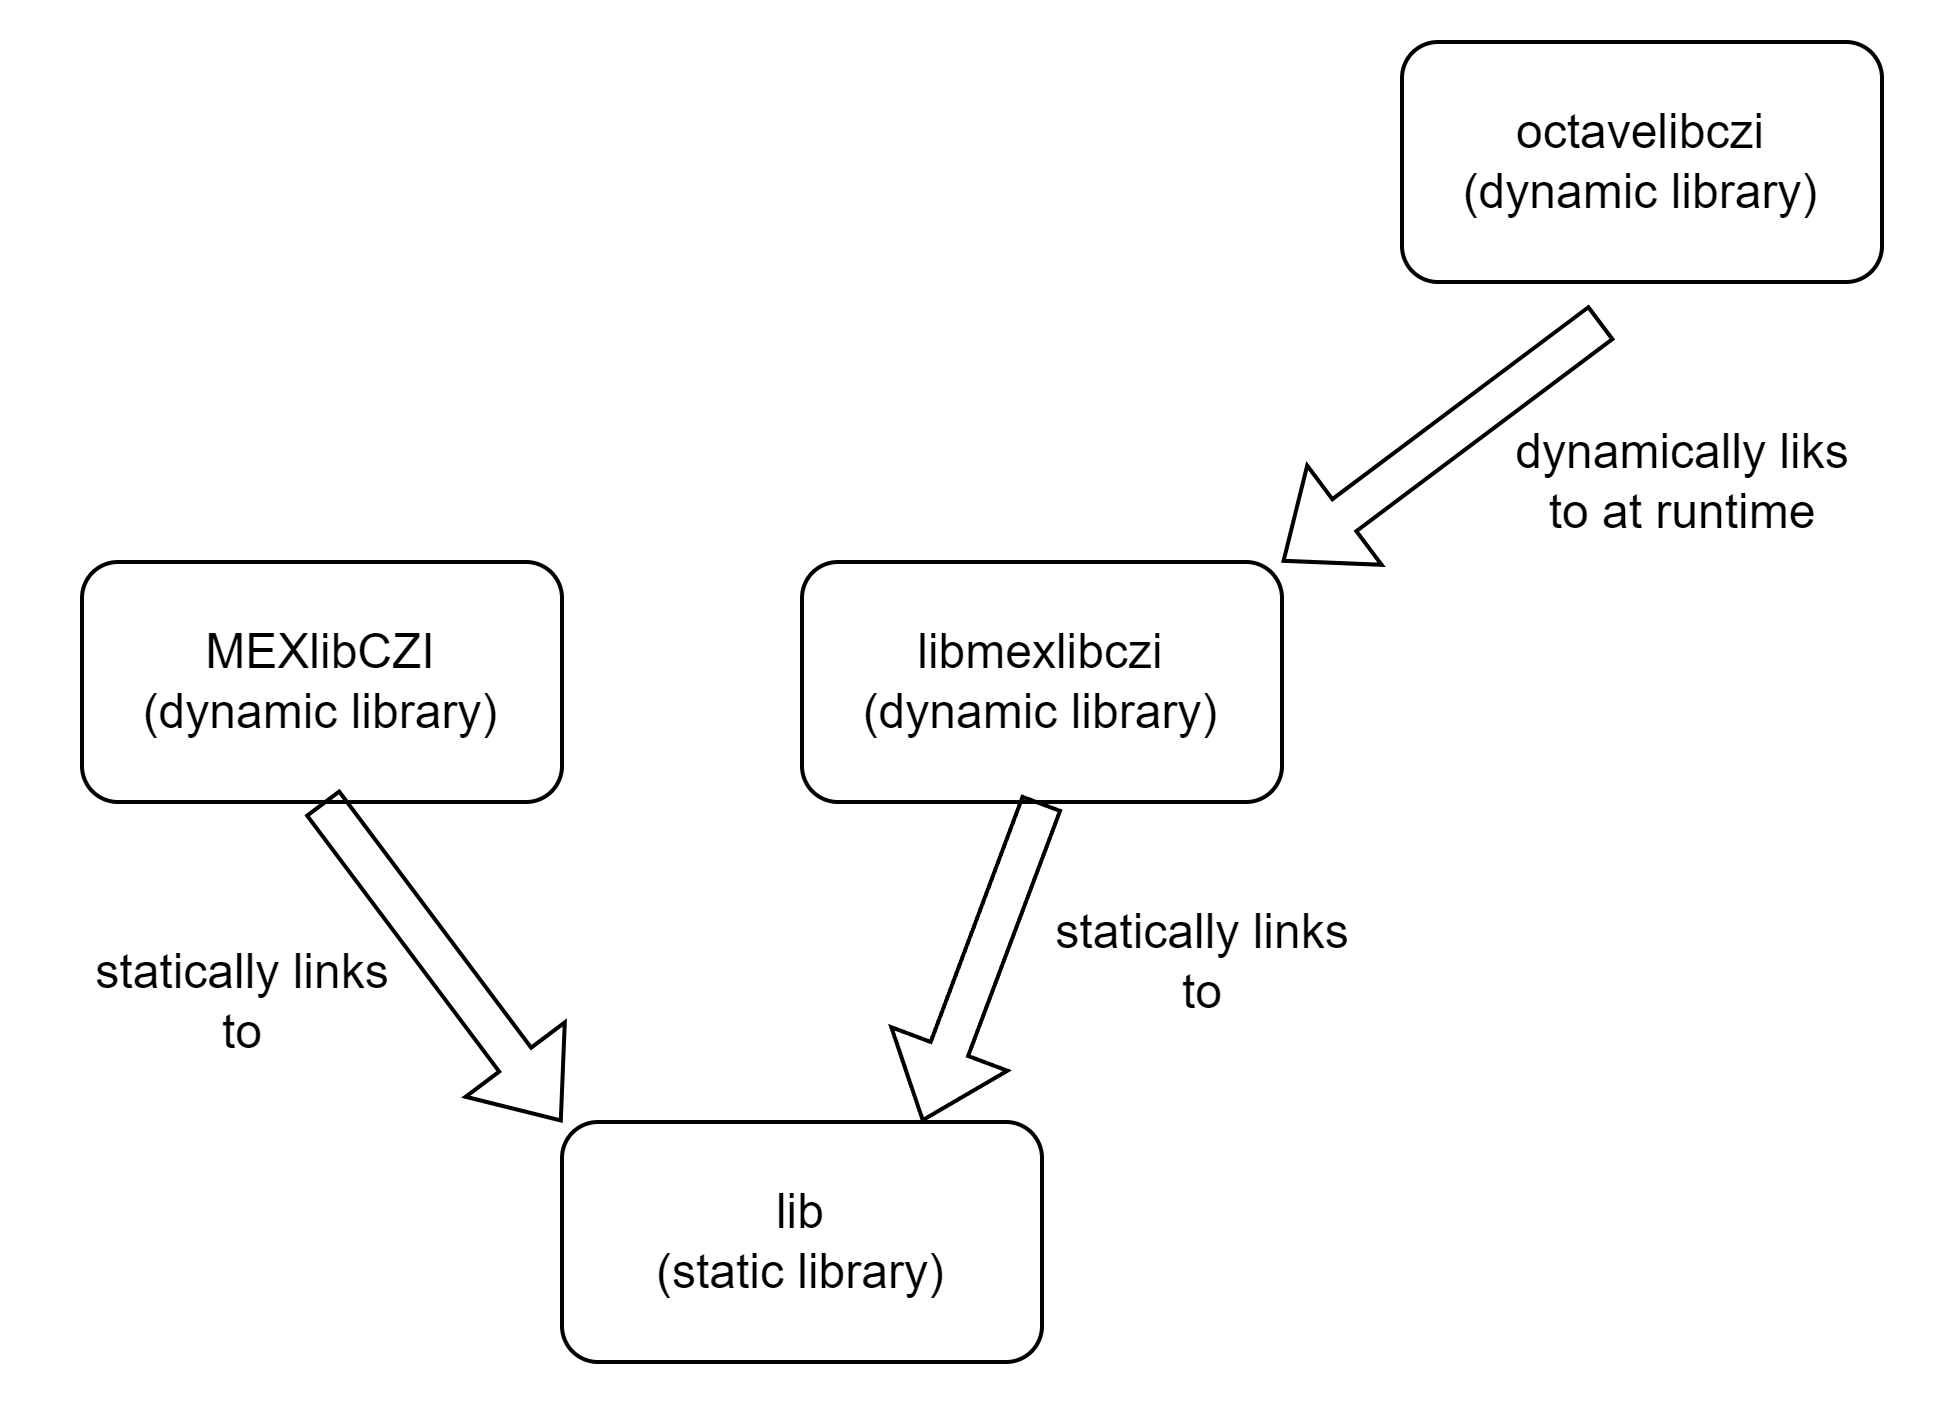 octavelibczi
(dynamic library)
dynamically liks
to at runtime
MEXlibCZI
(dynamic library)
libmexlibczi
(dynamic library)
statically links
to
statically links
to
lib
(static library)